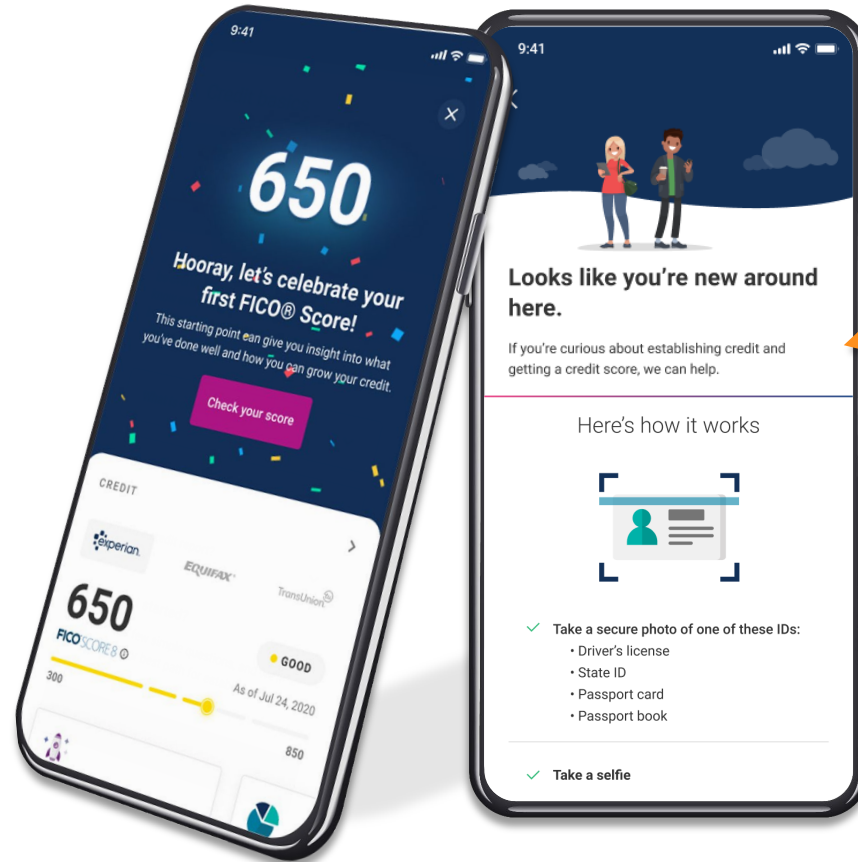 9:41
650
Hooray, let's celebrate your
first FICO® Score!
This starting point can give you insight into what
you've done well and how you can grow your credit.
Check your score
CREDIT
experian.
EQUIFAX
TransUnion
650
FICO SCORE 8
GOOD
As of Jul 24, 2020
300
850
9:41
Looks like you're new around
here.
If you're curious about establishing credit and
getting a credit score, we can help.
Here's how it works
Take a secure photo of one of these IDs:
• Driver's license
• State ID
• Passport card
• Passport book
Take a selfie